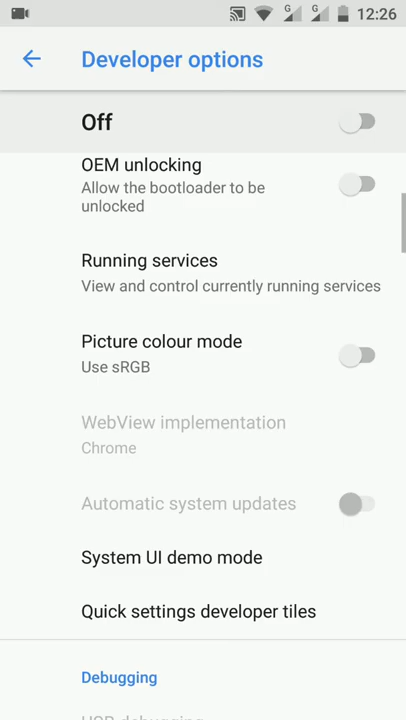 G G 12:26
Developer options
Off
OEM unlocking
Allow the bootloader to be
unlocked
Running services
View and control currently running services
Picture colour mode
Use sRGB
WebView implementation
Chrome
Automatic system updates
System UI demo mode
Quick settings developer tiles
Debugging
USB debugging